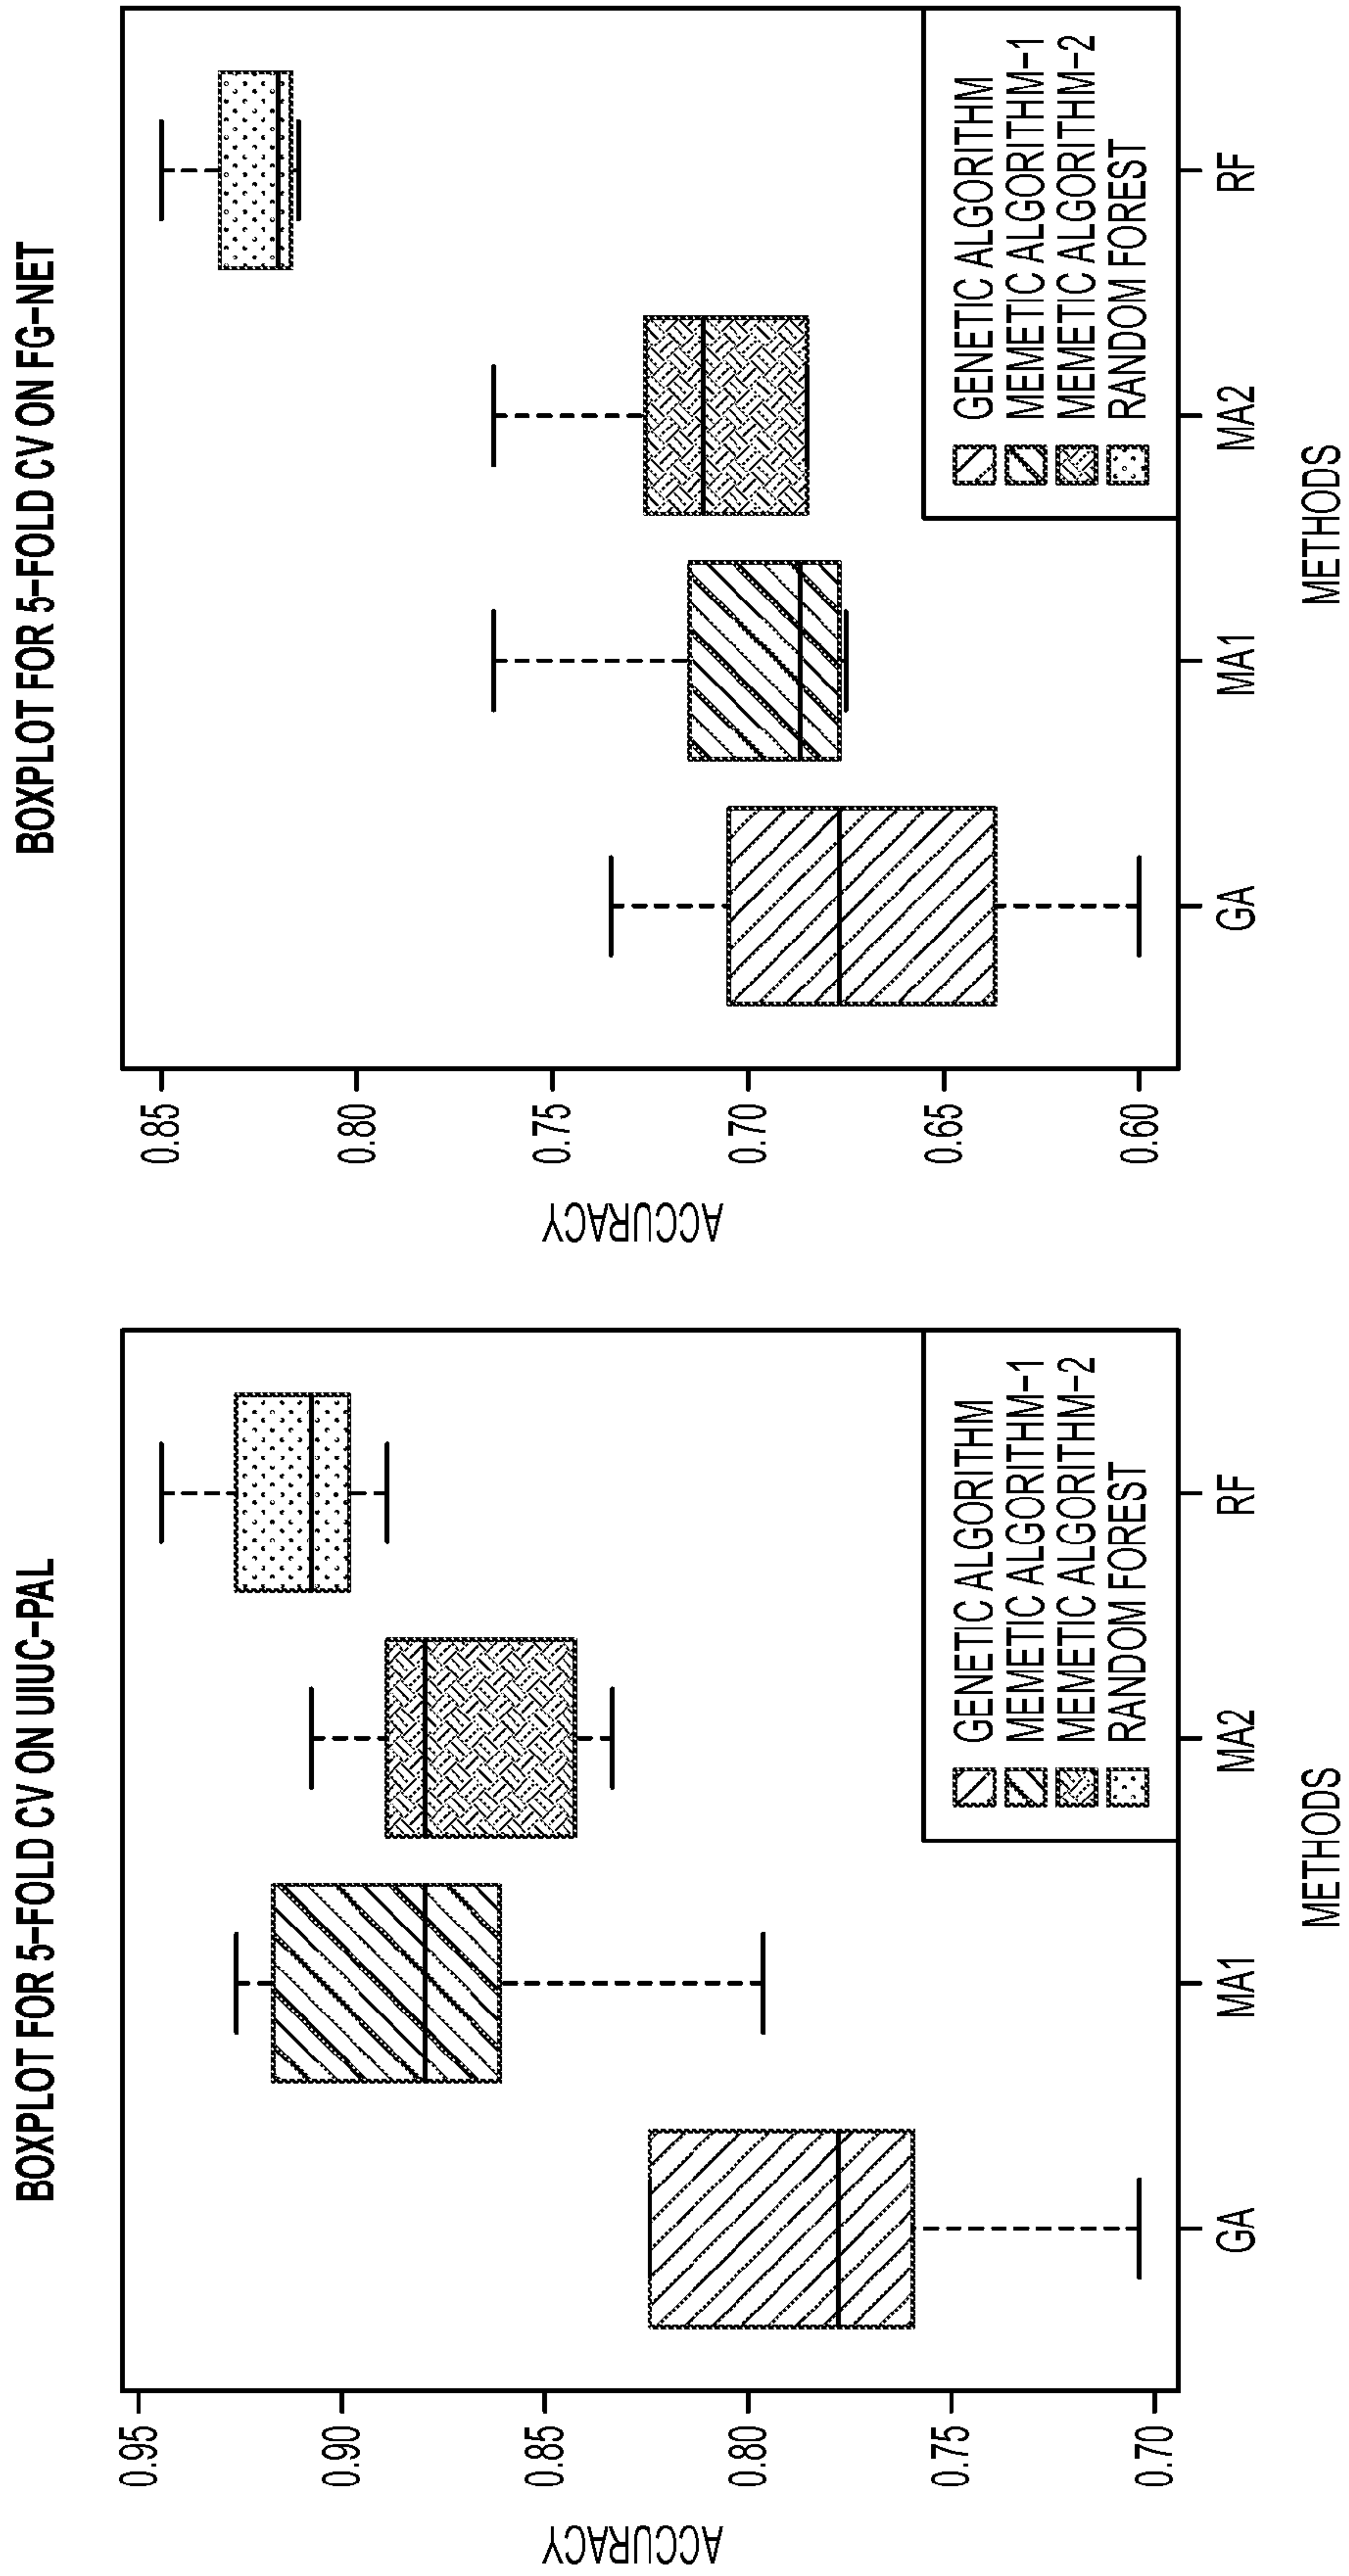 BOXPLOT FOR 5-FOLD CV ON UIUC-PAL
ACCURACY
0.95
0.90
0.85
0.80
0.75
0.70
GENETIC ALGORITHM
MEMETIC ALGORITHM-1
MEMETIC ALGORITHM-2
RANDOM FOREST
GA
MA1
MA2
RF
METHODS
BOXPLOT FOR 5-FOLD CV ON FG-NET
ACCURACY
0.85
0.80
0.75
0.70
0.65
0.60
GENETIC ALGORITHM
MEMETIC ALGORITHM-1
MEMETIC ALGORITHM-2
RANDOM FOREST
GA
MA1
MA2
RF
METHODS